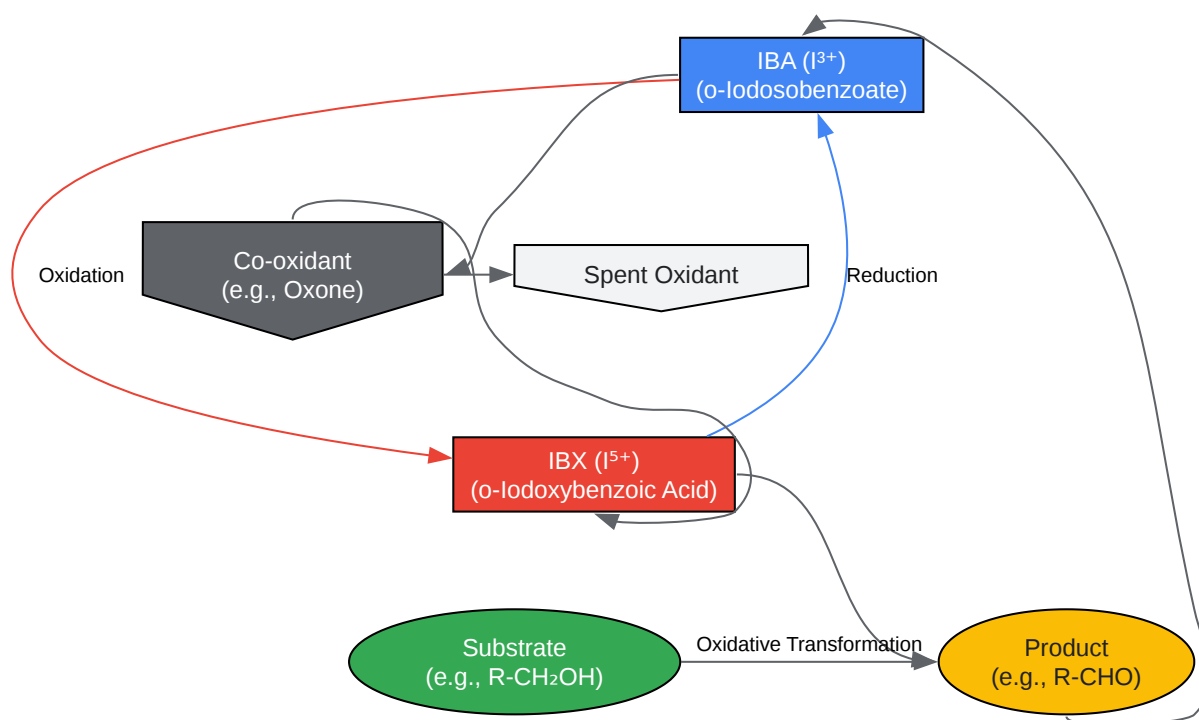 IBA (I³⁺)
(o-Iodosobenzoate)
Co-oxidant
(e.g., Oxone)
Spent Oxidant
Oxidation
Reduction
IBX (I⁵⁺)
(o-Iodoxybenzoic Acid)
Substrate
(e.g., R-CH₂OH)
Oxidative Transformation
Product
(e.g., R-CHO)